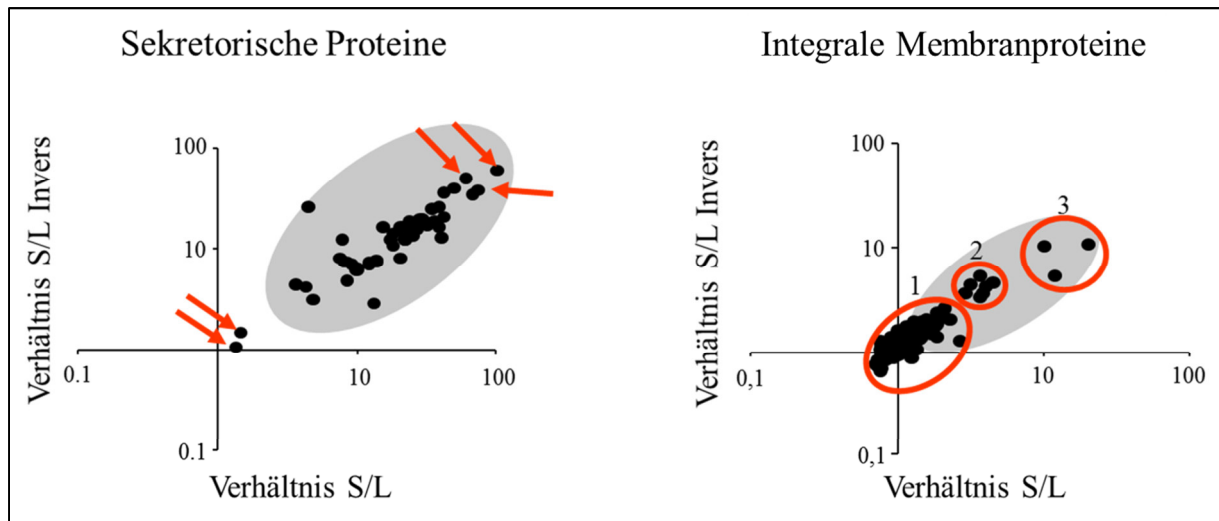 Sekretorische Proteine
Verhältnis S/L Invers
100
10
0.1
10
100
0.1
Verhältnis S/L
Integrale Membranproteine
Verhältnis S/L Invers
100
10
3
2
1
0,1
10
100
0,1
Verhältnis S/L